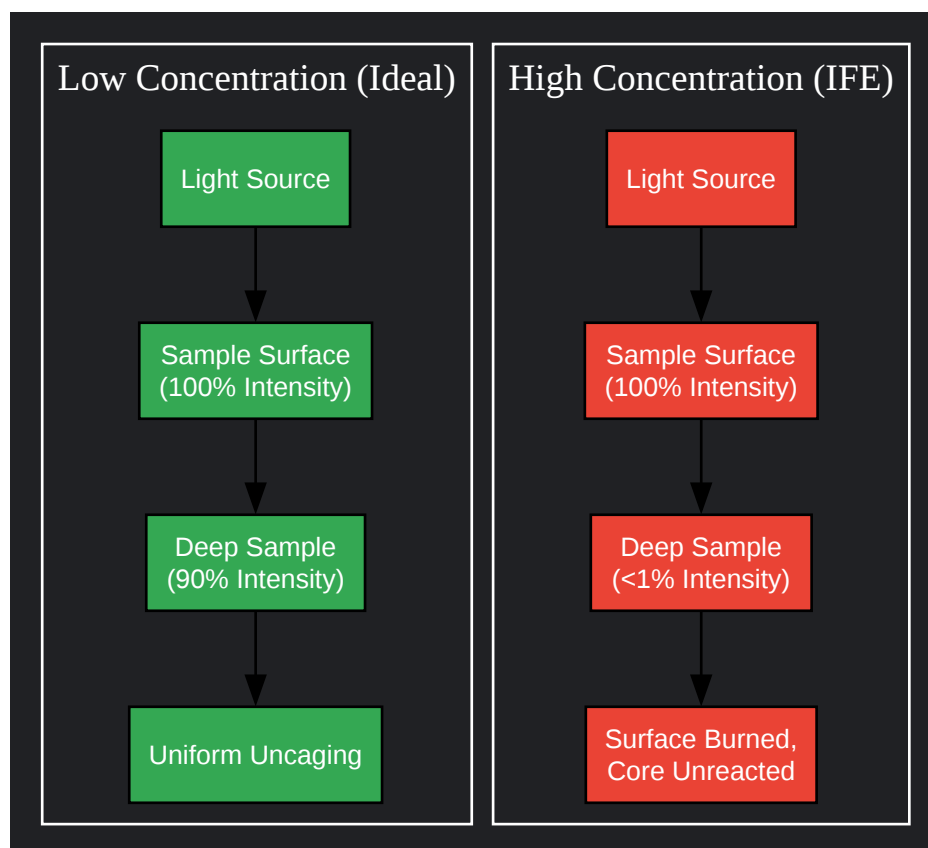 Low Concentration (Ideal)
Light Source
Sample Surface
(100% Intensity)
Deep Sample
(90% Intensity)
Uniform Uncaging
High Concentration (IFE)
Light Source
Sample Surface
(100% Intensity)
Deep Sample
(<1% Intensity)
Surface Burned,
Core Unreacted